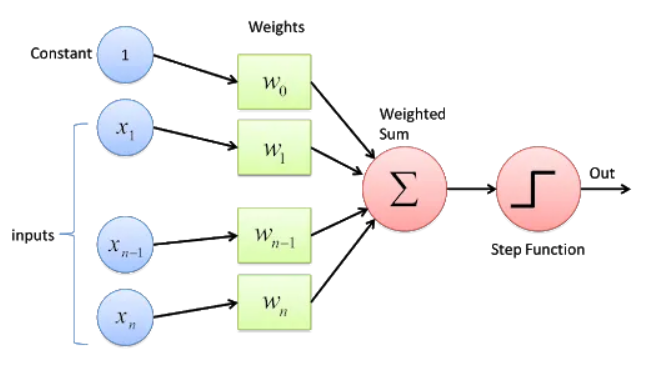 Weights
Constant
1
w₀
x₁
w₁
Weighted
Sum
Σ
Out
inputs
xₙ₋₁
wₙ₋₁
Step Function
xₙ
wₙ